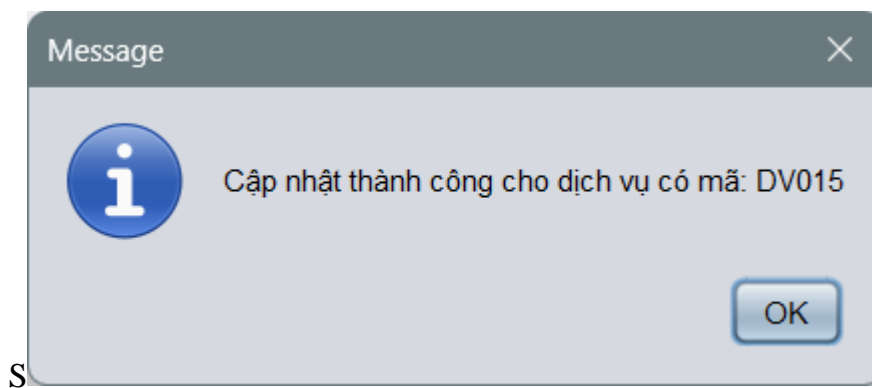 Message
Cập nhật thành công cho dịch vụ có mã: DV015
OK
S